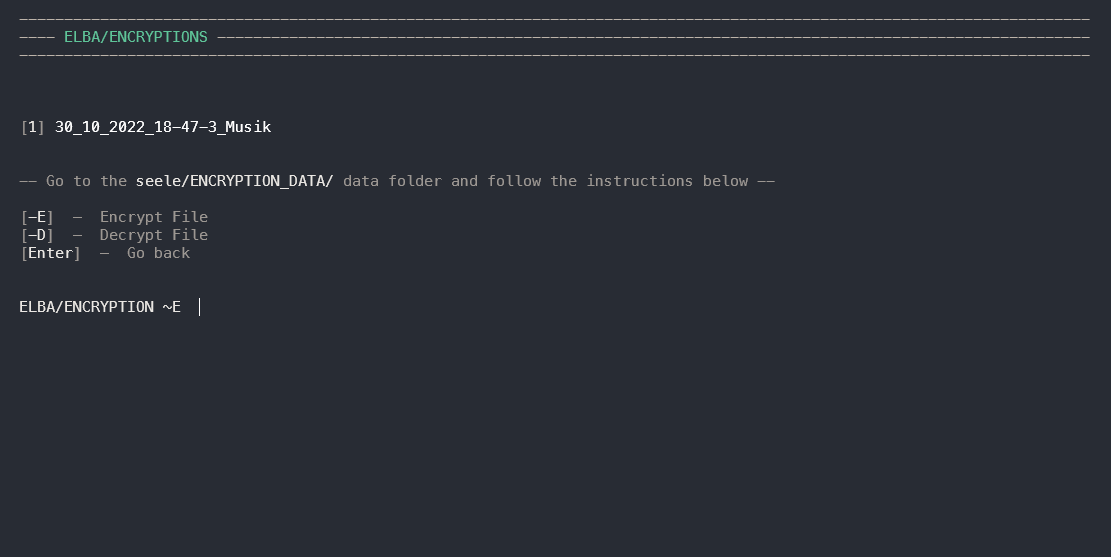 ELBA/ENCRYPTIONS
[1] 30_10_2022_18-47-3_Musik
—— Go to the seele/ENCRYPTION_DATA/ data folder and follow the instructions below ——
[-E] — Encrypt File
[-D] — Decrypt File
[Enter] — Go back
ELBA/ENCRYPTION ~E